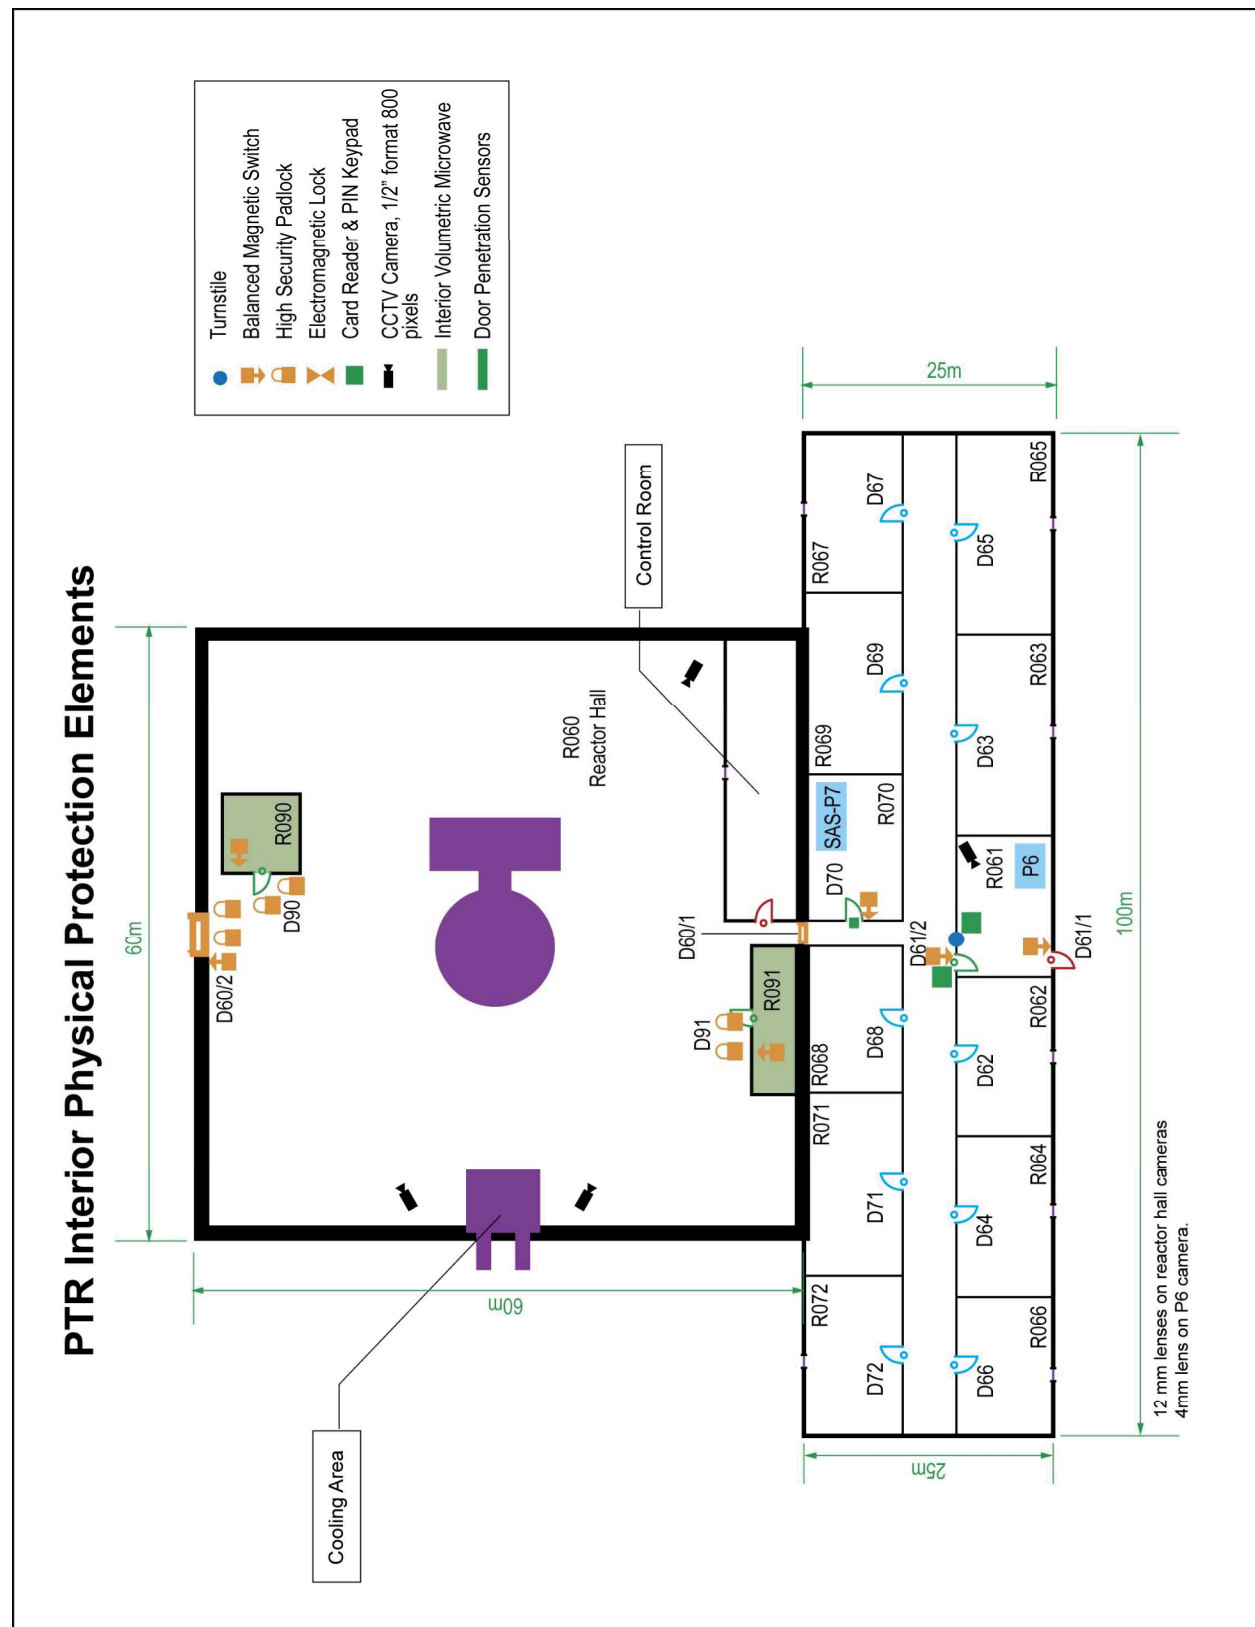 PTR Interior Physical Protection Elements
Turnstile
Balanced Magnetic Switch
High Security Padlock
Electromagnetic Lock
Card Reader & PIN Keypad
CCTV Camera, 1/2" format 800
pixels
Interior Volumetric Microwave
Door Penetration Sensors
60m
60m
Cooling Area
Control Room
D60/2
D90
R090
R060
Reactor Hall
D91
R091
D60/1
25m
25m
R072
R071
R068
SAS-P7
R069
R067
D72
D71
D68
D70
R070
D69
D67
D66
D64
D62
D61/2
D63
D65
R066
R064
R062
R061
P6
R063
R065
D61/1
100m
12 mm lenses on reactor hall cameras
4mm lens on P6 camera.